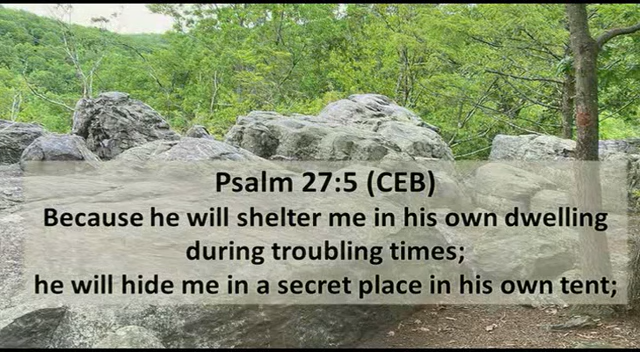 Psalm 27:5 (CEB)
Because he will shelter me in his own dwelling
during troubling times;
he will hide me in a secret place in his own tent;